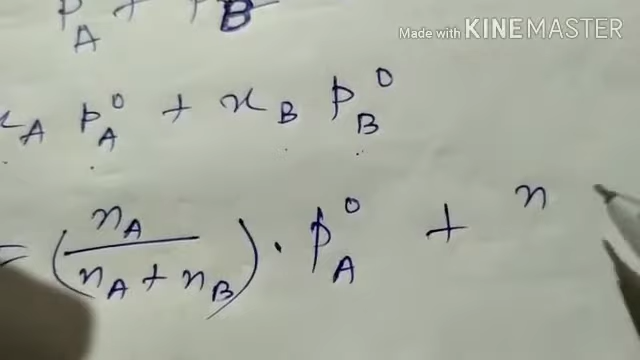 Made with KINEMASTER
P_A + P_B
x_A p_A^0 + x_B p_B^0
= (n_A / (n_A + n_B)) · p_A^0 + n